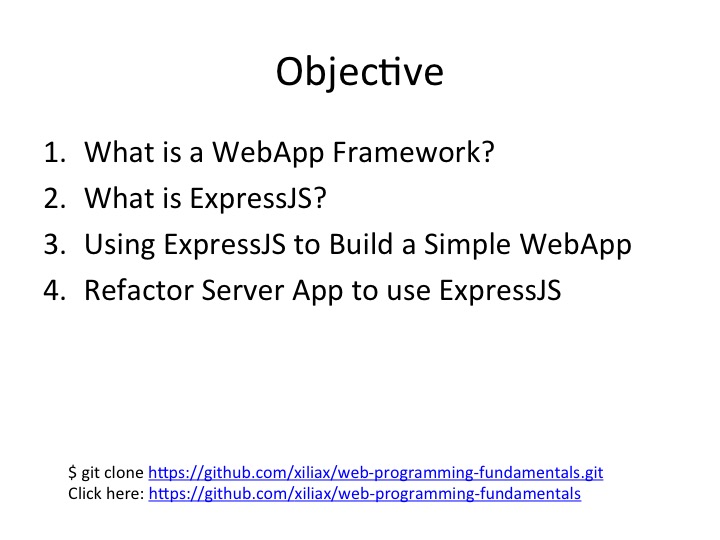 Objective
1. What is a WebApp Framework?
2. What is ExpressJS?
3. Using ExpressJS to Build a Simple WebApp
4. Refactor Server App to use ExpressJS
$ git clone https://github.com/xiliax/web-programming-fundamentals.git
Click here: https://github.com/xiliax/web-programming-fundamentals